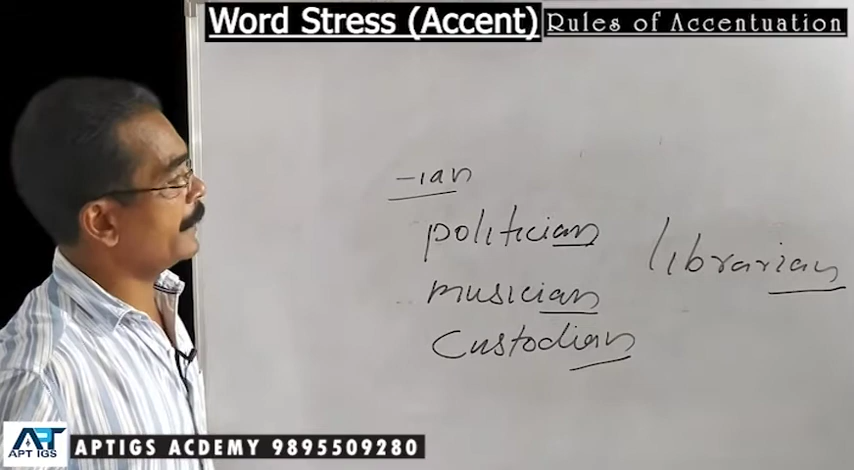 Word Stress (Accent) Rules of Accentuation
-ian
politician
librarian
musician
custodian
APT IGS
APTIGS ACDEMY 9895509280